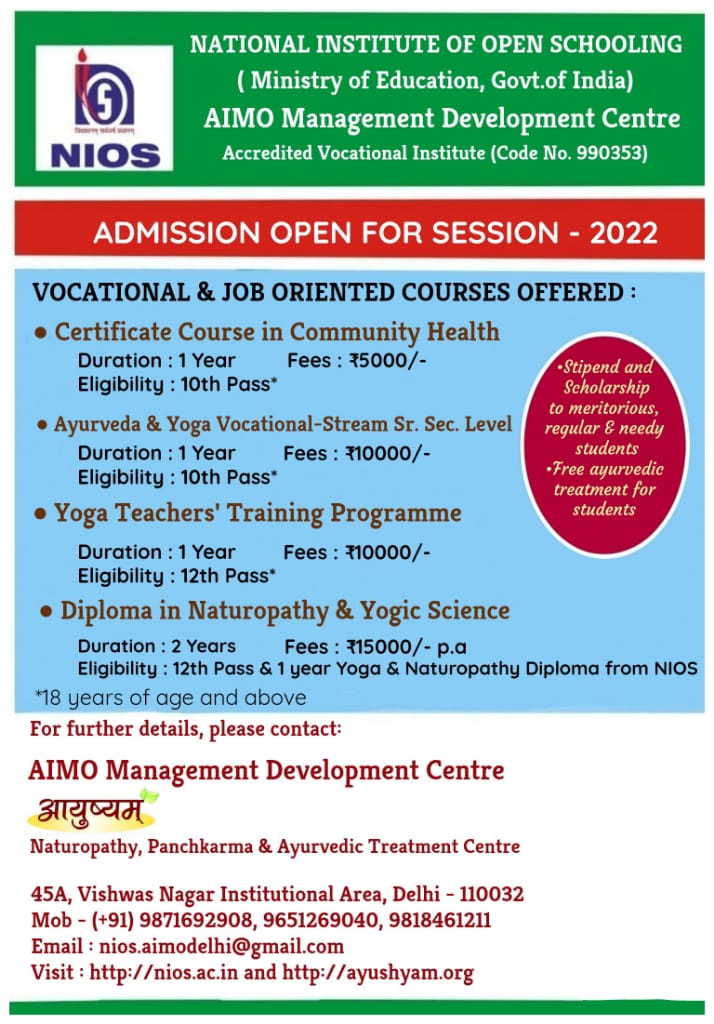 NATIONAL INSTITUTE OF OPEN SCHOOLING
( Ministry of Education, Govt.of India)
AIMO Management Development Centre
Accredited Vocational Institute (Code No. 990353)
NIOS
ADMISSION OPEN FOR SESSION - 2022
VOCATIONAL & JOB ORIENTED COURSES OFFERED :
● Certificate Course in Community Health
Duration : 1 Year Fees : ₹5000/-
Eligibility : 10th Pass*
● Ayurveda & Yoga Vocational-Stream Sr. Sec. Level
Duration : 1 Year Fees : ₹10000/-
Eligibility : 10th Pass*
● Yoga Teachers' Training Programme
Duration : 1 Year Fees : ₹10000/-
Eligibility : 12th Pass*
● Diploma in Naturopathy & Yogic Science
Duration : 2 Years Fees : ₹15000/- p.a
Eligibility : 12th Pass & 1 year Yoga & Naturopathy Diploma from NIOS
*18 years of age and above
•Stipend and
Scholarship
to meritorious,
regular & needy
students
•Free ayurvedic
treatment for
students
For further details, please contact:
AIMO Management Development Centre
आयुष्यम्
Naturopathy, Panchkarma & Ayurvedic Treatment Centre
45A, Vishwas Nagar Institutional Area, Delhi - 110032
Mob - (+91) 9871692908, 9651269040, 9818461211
Email : nios.aimodelhi@gmail.com
Visit : http://nios.ac.in and http://ayushyam.org